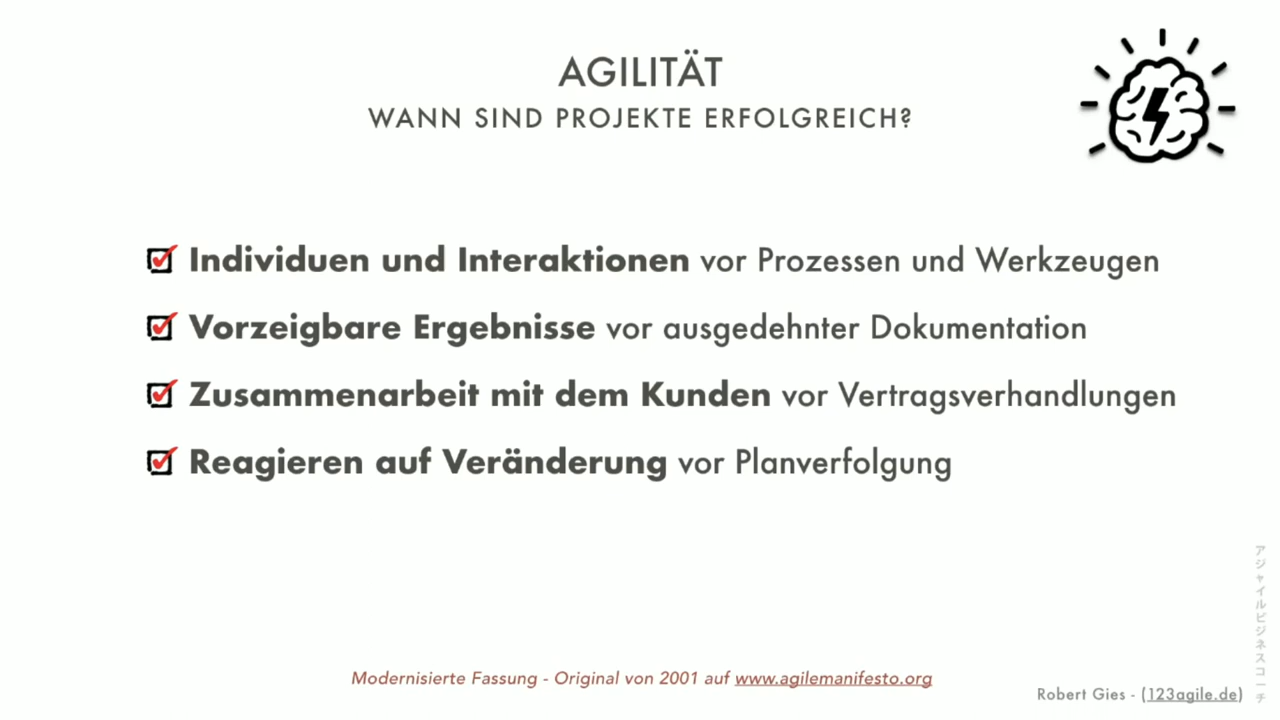 AGILITÄT
WANN SIND PROJEKTE ERFOLGREICH?
Individuen und Interaktionen vor Prozessen und Werkzeugen
Vorzeigbare Ergebnisse vor ausgedehnter Dokumentation
Zusammenarbeit mit dem Kunden vor Vertragsverhandlungen
Reagieren auf Veränderung vor Planverfolgung
Modernisierte Fassung - Original von 2001 auf www.agilemanifesto.org
Robert Gies - (123agile.de)
アジャイルビジネスコーチ